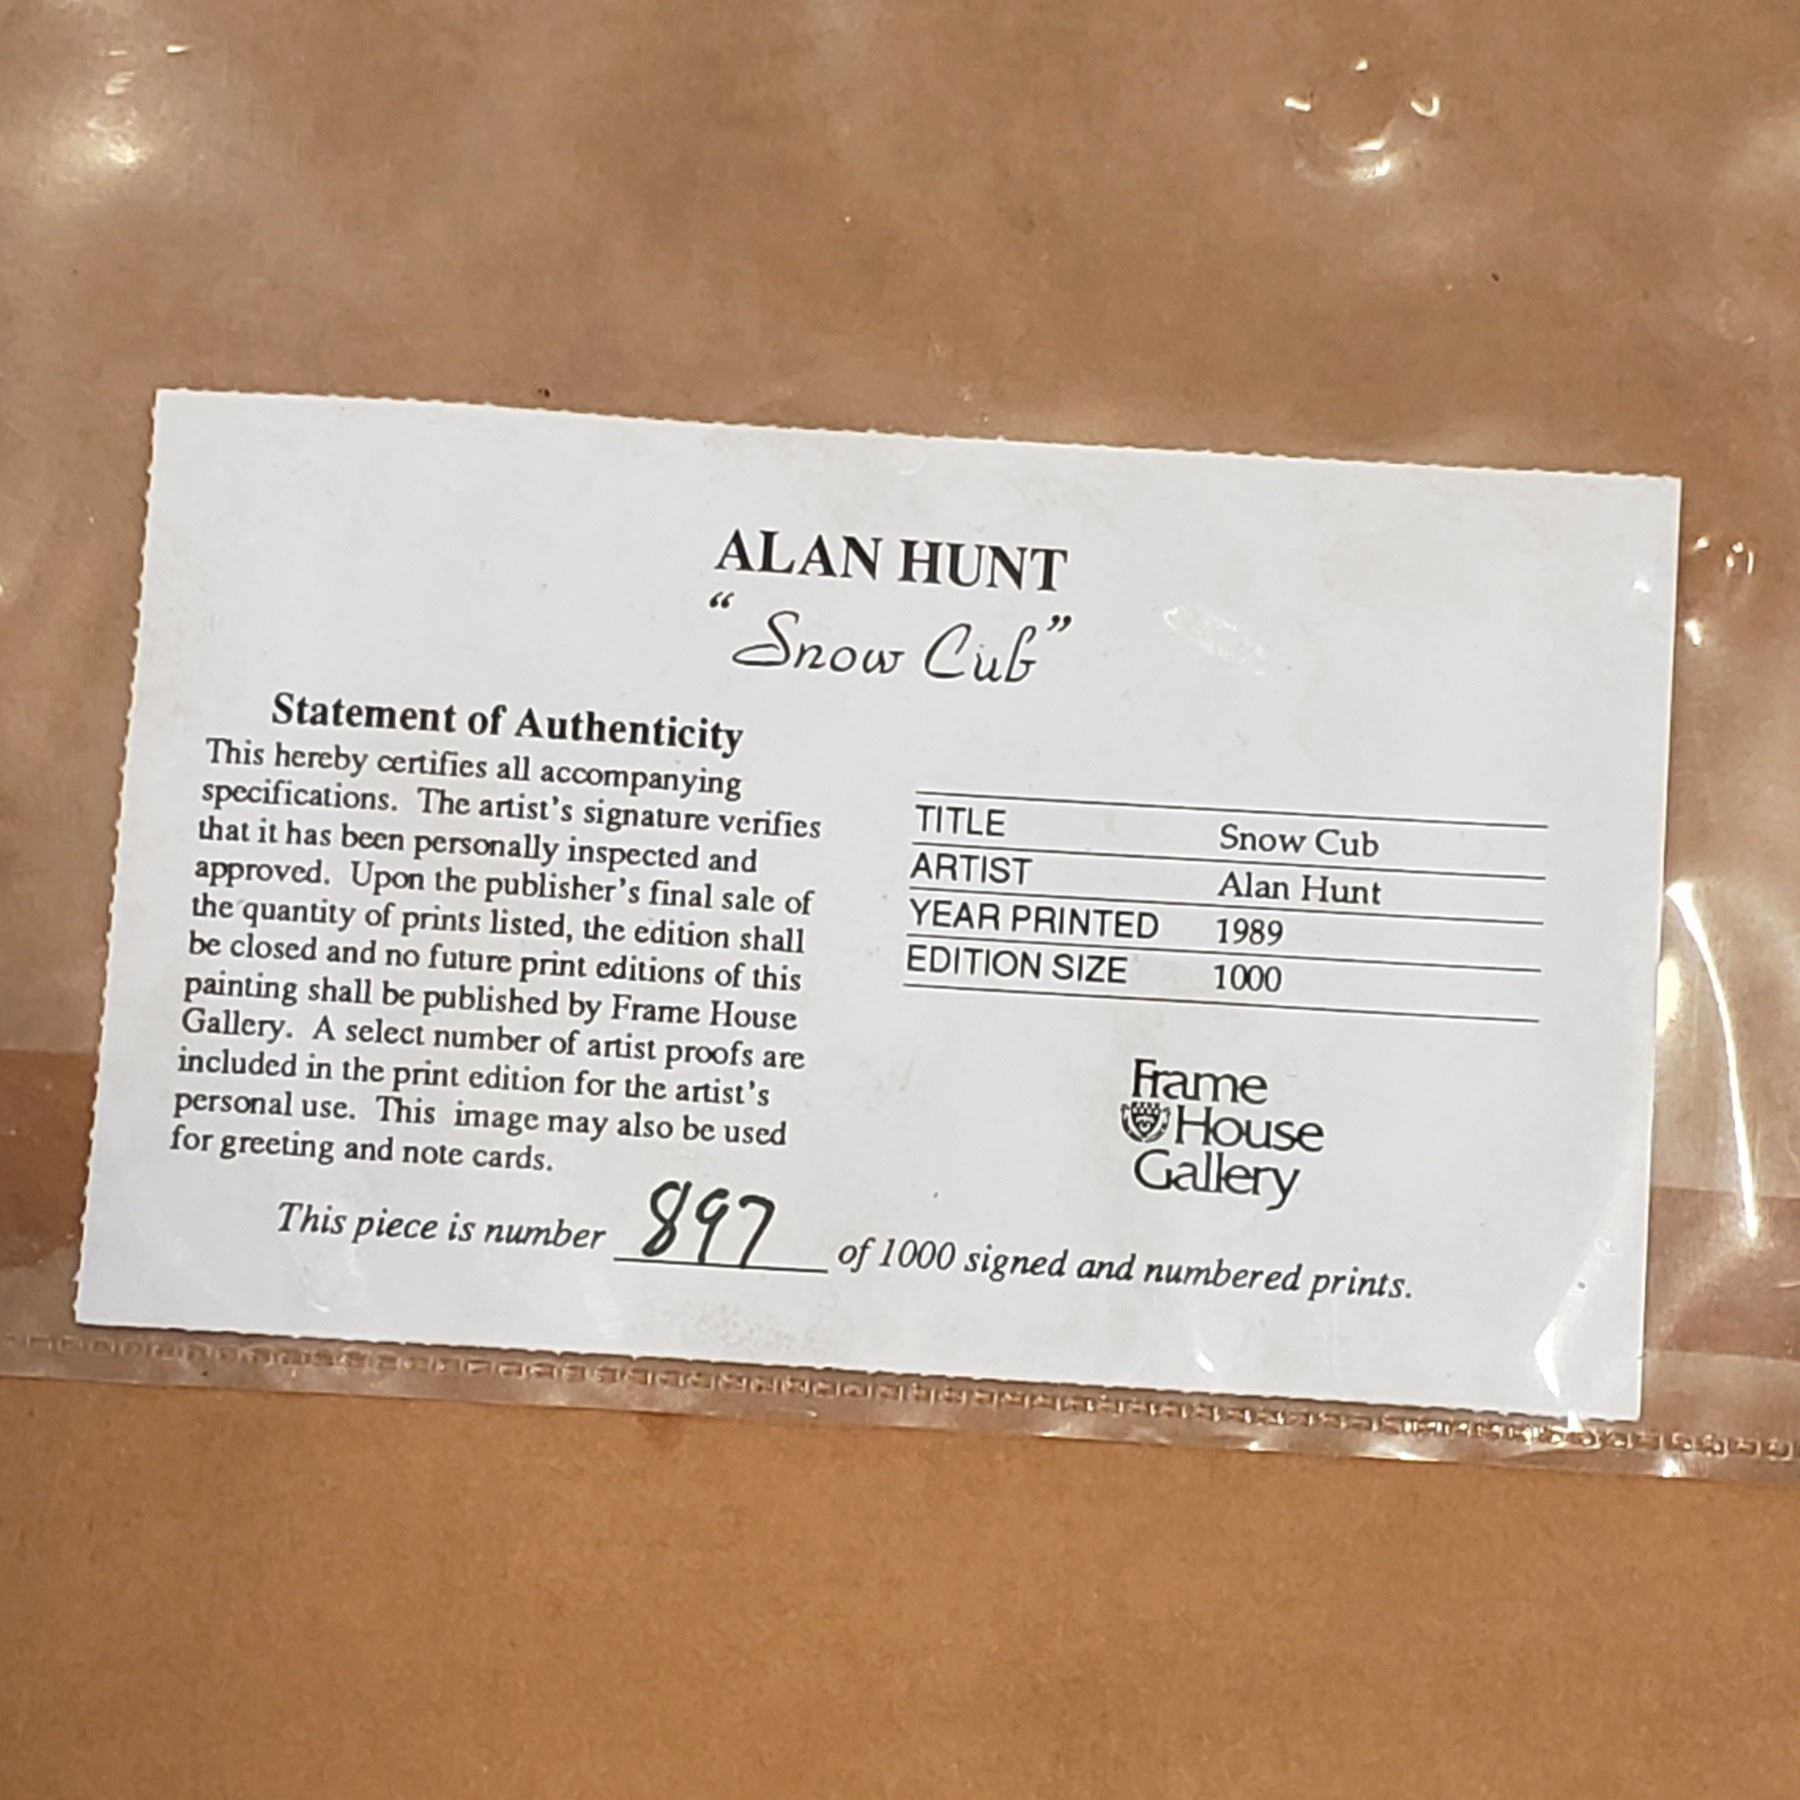 ALAN HUNT
“Snow Cub”
Statement of Authenticity
This hereby certifies all accompanying
specifications. The artist's signature verifies
that it has been personally inspected and
approved. Upon the publisher's final sale of
the quantity of prints listed, the edition shall
be closed and no future print editions of this
painting shall be published by Frame House
Gallery. A select number of artist proofs are
included in the print edition for the artist's
personal use. This image may also be used
for greeting and note cards.
TITLE Snow Cub
ARTIST Alan Hunt
YEAR PRINTED 1989
EDITION SIZE 1000
Frame
House
Gallery
This piece is number 897 of 1000 signed and numbered prints.